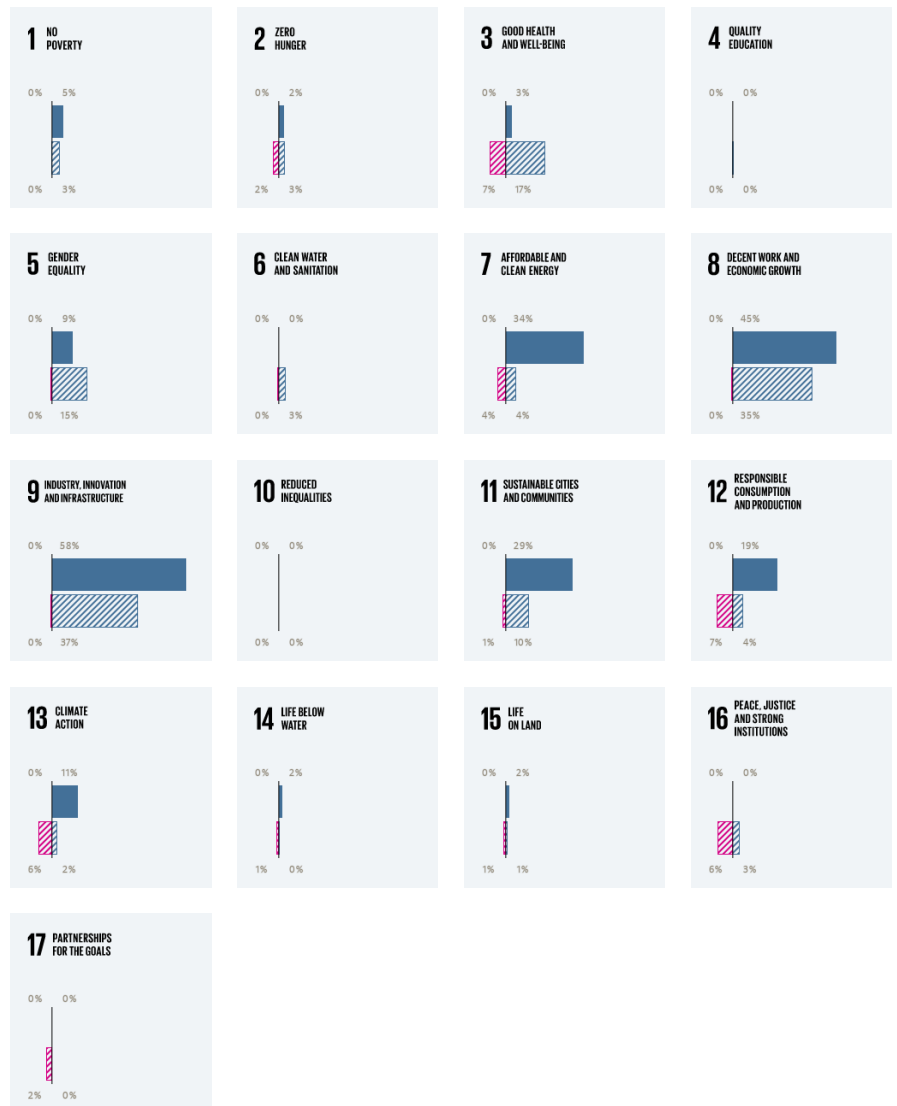 1 NO
POVERTY
0% 5%
0% 3%
2 ZERO
HUNGER
0% 2%
2% 3%
3 GOOD HEALTH
AND WELL-BEING
0% 3%
7% 17%
4 QUALITY
EDUCATION
0% 0%
0% 0%
5 GENDER
EQUALITY
0% 9%
0% 15%
6 CLEAN WATER
AND SANITATION
0% 0%
0% 3%
7 AFFORDABLE AND
CLEAN ENERGY
0% 34%
4% 4%
8 DECENT WORK AND
ECONOMIC GROWTH
0% 45%
0% 35%
9 INDUSTRY, INNOVATION
AND INFRASTRUCTURE
0% 58%
0% 37%
10 REDUCED
INEQUALITIES
0% 0%
0% 0%
11 SUSTAINABLE CITIES
AND COMMUNITIES
0% 29%
1% 10%
12 RESPONSIBLE
CONSUMPTION
AND PRODUCTION
0% 19%
7% 4%
13 CLIMATE
ACTION
0% 11%
6% 2%
14 LIFE BELOW
WATER
0% 2%
1% 0%
15 LIFE
ON LAND
0% 2%
1% 1%
16 PEACE, JUSTICE
AND STRONG
INSTITUTIONS
0% 0%
6% 3%
17 PARTNERSHIPS
FOR THE GOALS
0% 0%
2% 0%